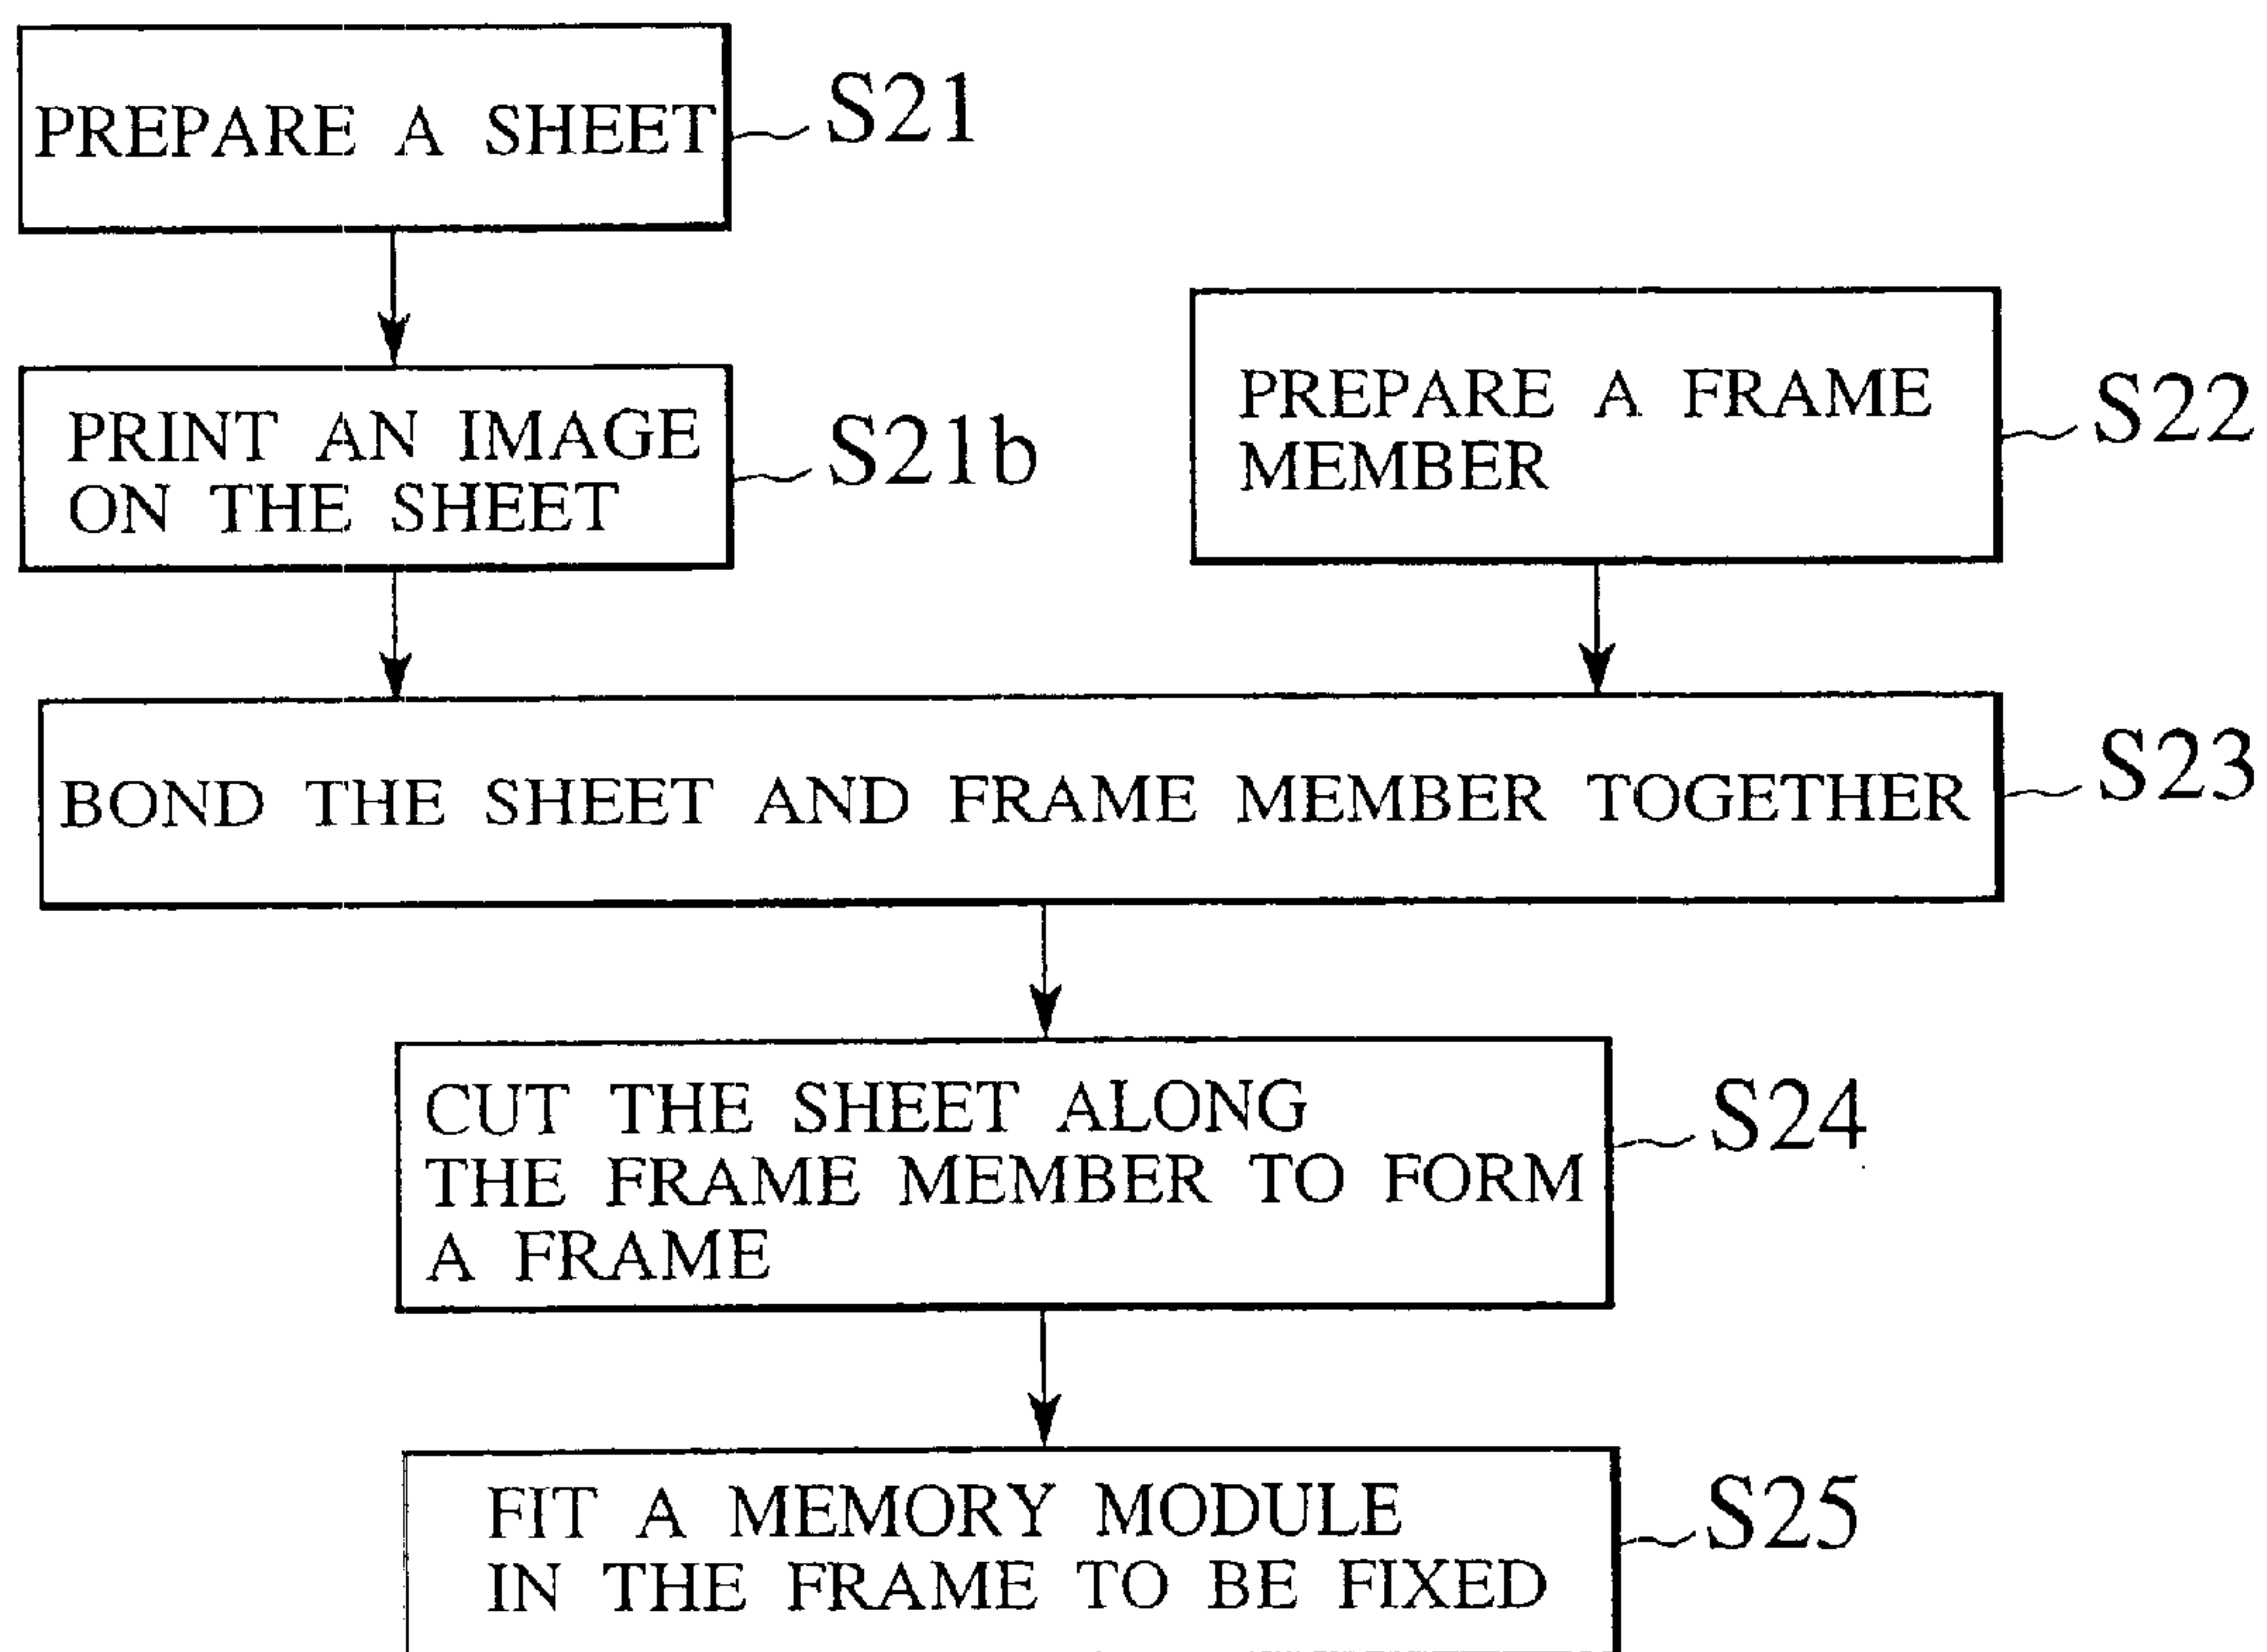 PREPARE A SHEET
S21
PRINT AN IMAGE
ON THE SHEET
S21b
PREPARE A FRAME
MEMBER
S22
BOND THE SHEET AND FRAME MEMBER TOGETHER
S23
CUT THE SHEET ALONG
THE FRAME MEMBER TO FORM
A FRAME
S24
FIT A MEMORY MODULE
IN THE FRAME TO BE FIXED
S25